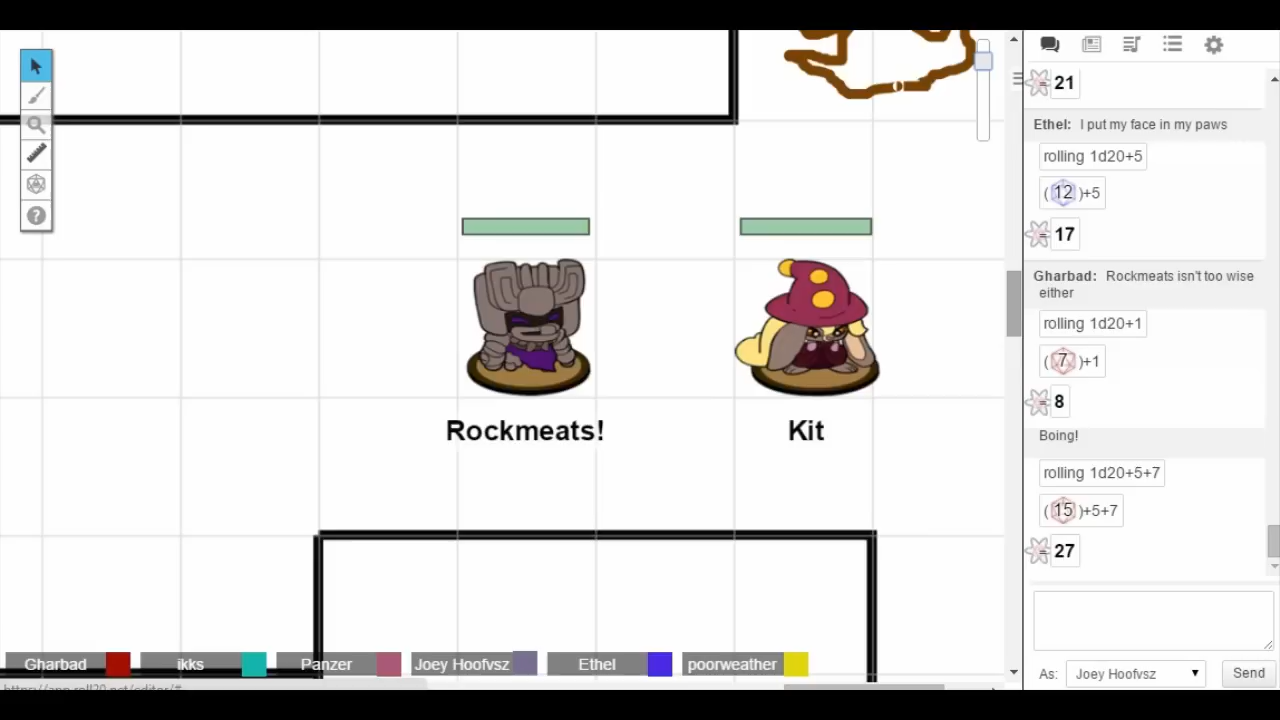 21
Ethel: I put my face in my paws
rolling 1d20+5
(12)+5
= 17
Gharbad: Rockmeats isn't too wise
either
rolling 1d20+1
(7)+1
= 8
Boing!
rolling 1d20+5+7
(15)+5+7
= 27
Rockmeats!
Kit
Gharbad
ikks
Panzer
Joey Hoofvsz
Ethel
poorweather
As: Joey Hoofvsz
Send